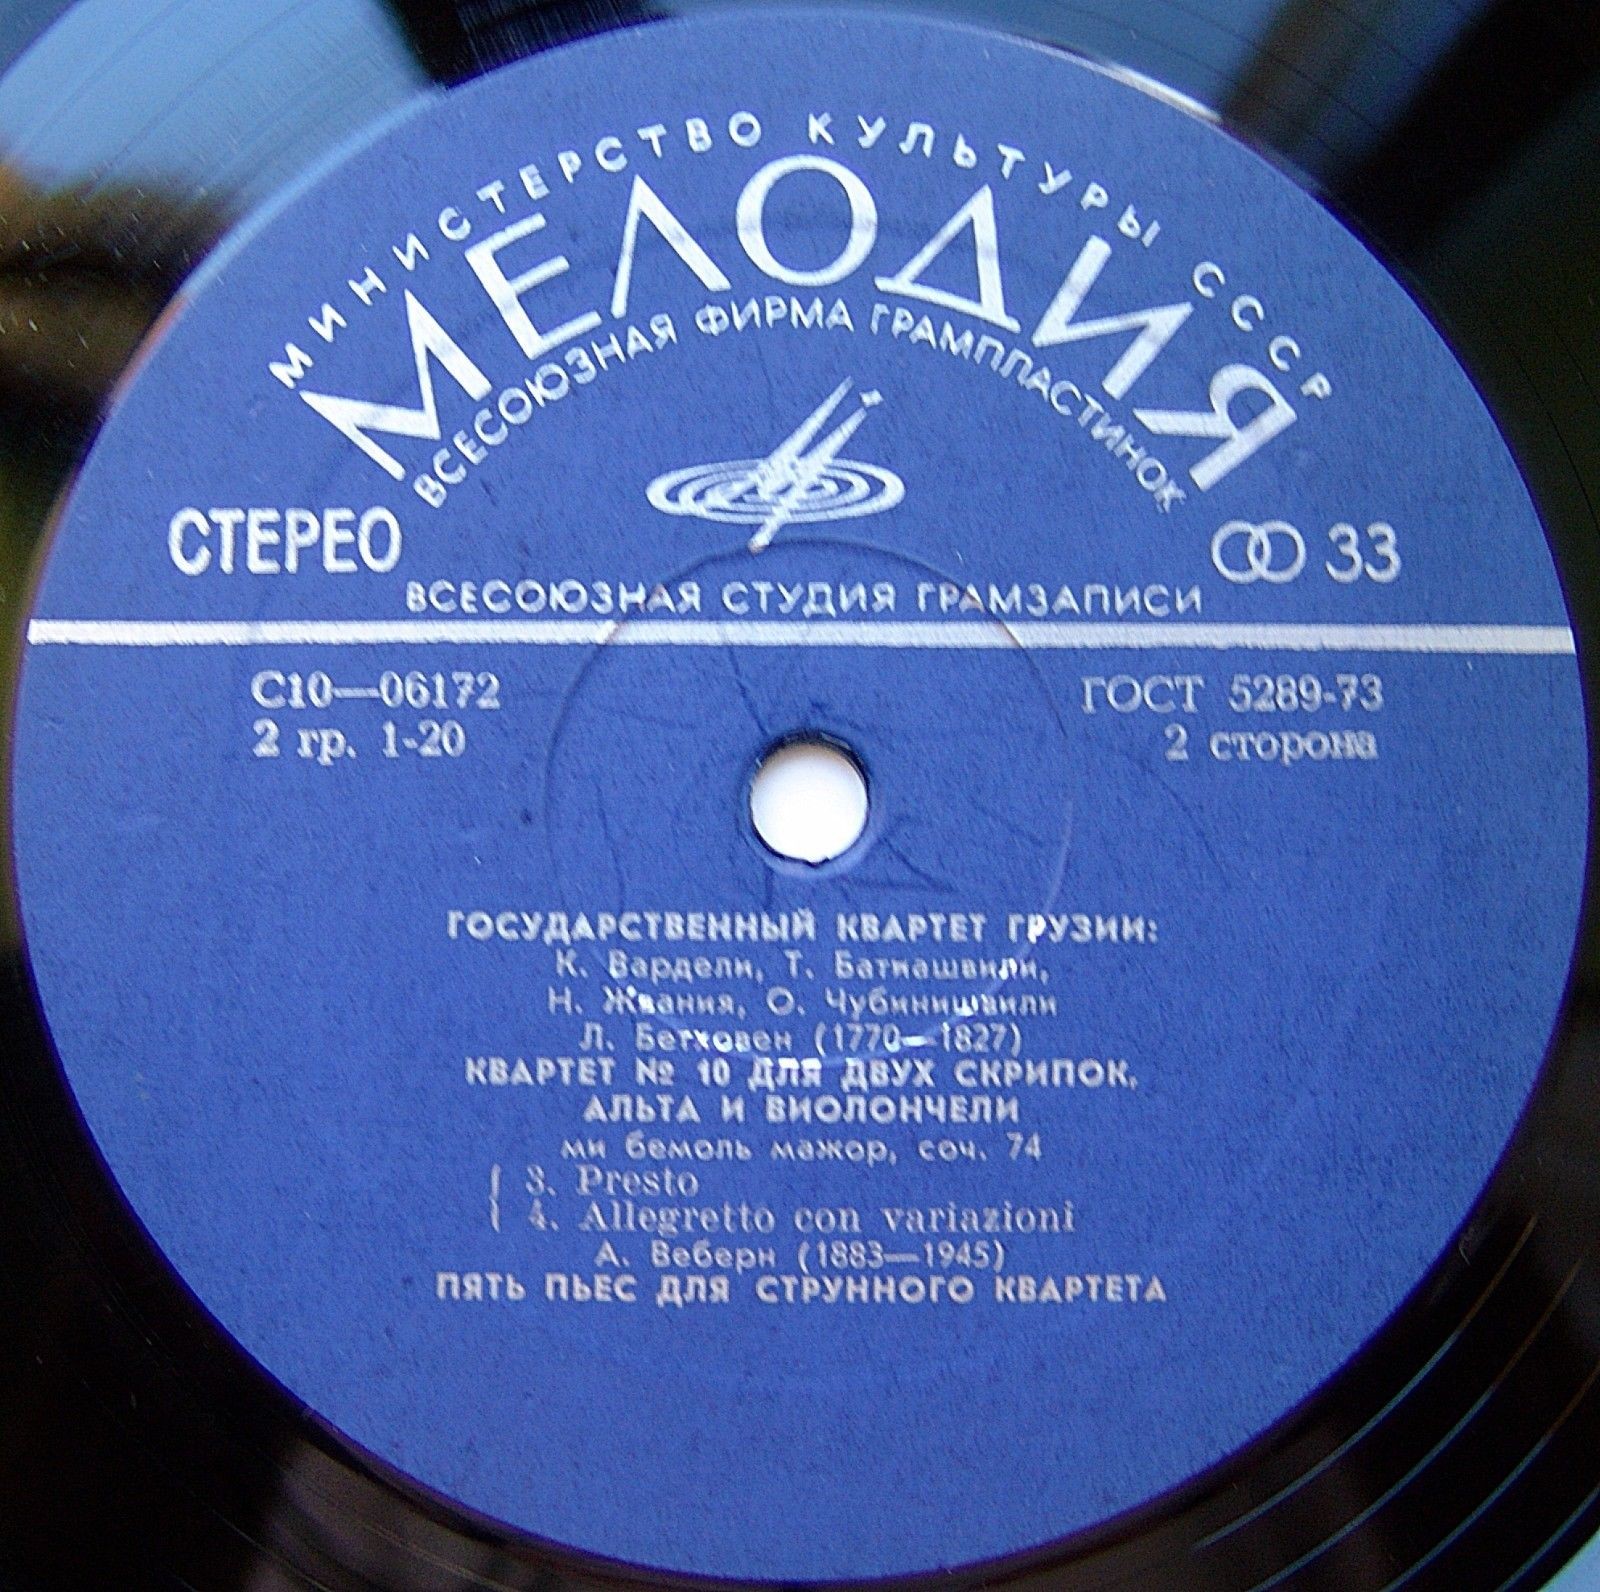 МИНИСТЕРСТВО КУЛЬТУРЫ СССР
МЕЛОДИЯ
ВСЕСОЮЗНАЯ ФИРМА ГРАМПЛАСТИНОК
СТЕРЕО
33
ВСЕСОЮЗНАЯ СТУДИЯ ГРАМЗАПИСИ
С10—06172
ГОСТ 5289-73
2 гр. 1-20
2 сторона
ГОСУДАРСТВЕННЫЙ КВАРТЕТ ГРУЗИИ:
К. Вардели, Т. Батиашвили,
Н. Жвания, О. Чубинишвили
Л. Бетховен (1770—1827)
КВАРТЕТ № 10 ДЛЯ ДВУХ СКРИПОК,
АЛЬТА И ВИОЛОНЧЕЛИ
ми бемоль мажор, соч. 74
3. Presto
4. Allegretto con variazioni
А. Веберн (1883—1945)
ПЯТЬ ПЬЕС ДЛЯ СТРУННОГО КВАРТЕТА